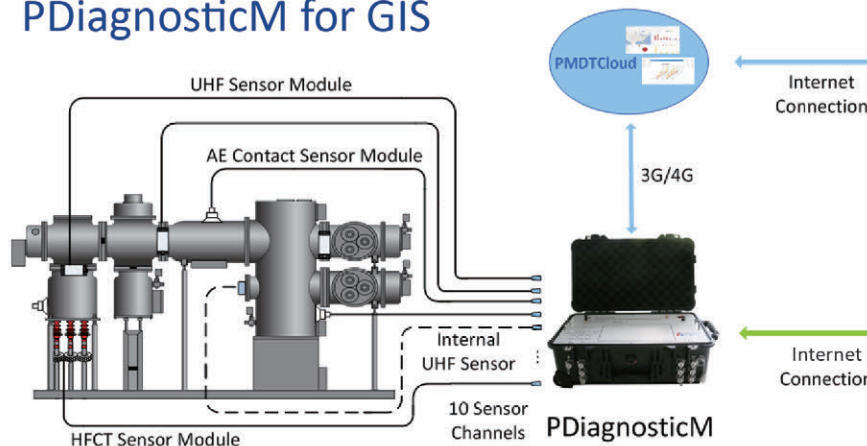 PDiagnosticM for GIS
UHF Sensor Module
AE Contact Sensor Module
PMDTCloud
Internet
Connection
3G/4G
Internal
UHF Sensor
10 Sensor
Channels
HFCT Sensor Module
PDiagnosticM
Internet
Connection